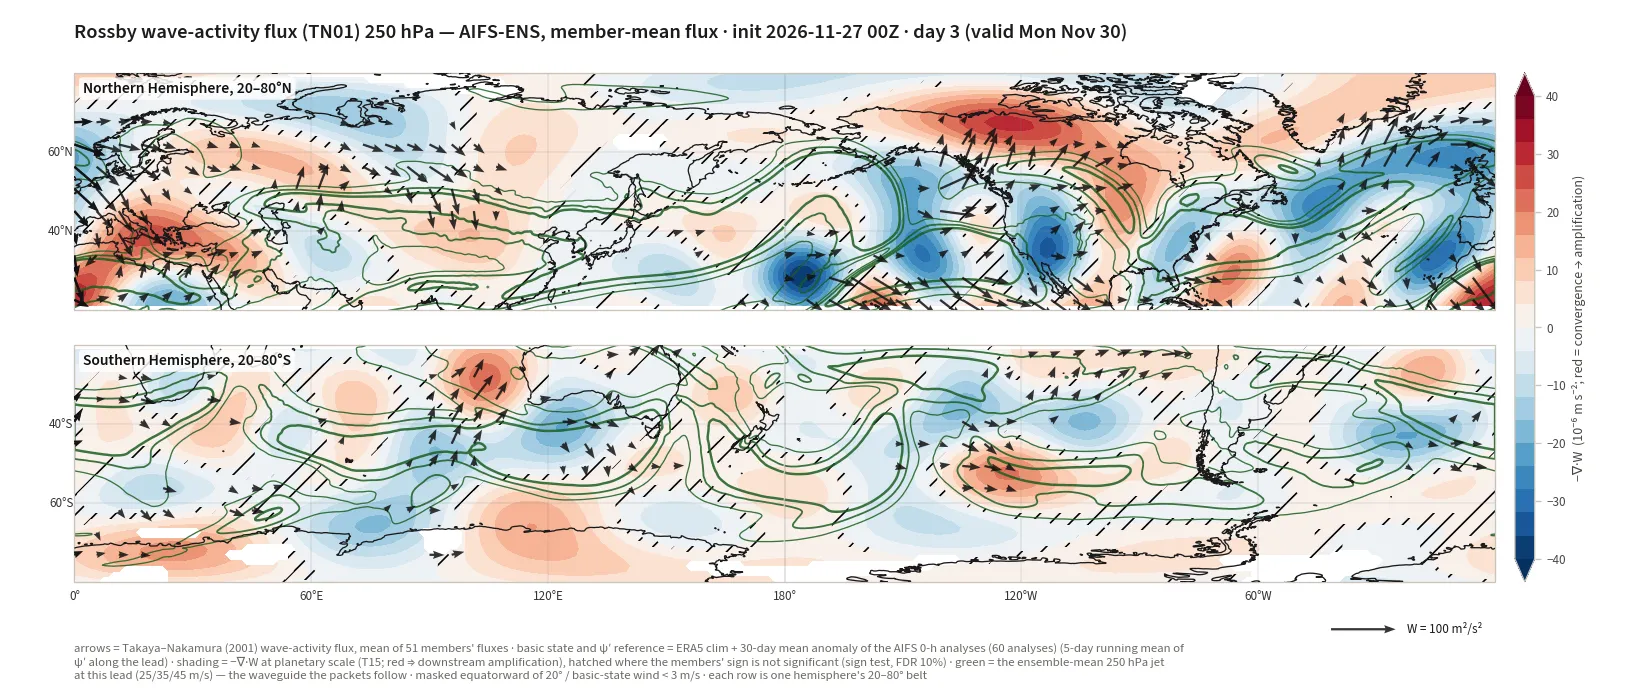 Rossby wave-activity flux (TN01) 250 hPa — AIFS-ENS, member-mean flux · init 2026-11-27 00Z · day 3 (valid Mon Nov 30)
Northern Hemisphere, 20–80°N
60°N
40°N
Southern Hemisphere, 20–80°S
40°S
60°S
0°
60°E
120°E
180°
120°W
60°W
40
30
20
10
0
−10
−20
−30
−40
−∇·W (10⁻⁶ m s⁻²; red = convergence → amplification)
W = 100 m²/s²
arrows = Takaya–Nakamura (2001) wave-activity flux, mean of 51 members' fluxes · basic state and ψ′ reference = ERA5 clim + 30-day mean anomaly of the AIFS 0-h analyses (60 analyses) (5-day running mean of
ψ′ along the lead) · shading = −∇·W at planetary scale (T15; red ⇒ downstream amplification), hatched where the members' sign is not significant (sign test, FDR 10%) · green = the ensemble-mean 250 hPa jet
at this lead (25/35/45 m/s) — the waveguide the packets follow · masked equatorward of 20° / basic-state wind < 3 m/s · each row is one hemisphere's 20–80° belt